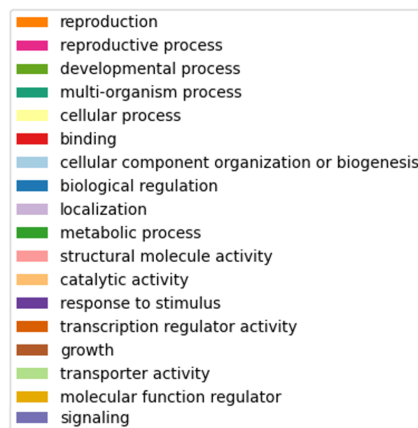 reproduction
reproductive process
developmental process
multi-organism process
cellular process
binding
cellular component organization or biogenesis
biological regulation
localization
metabolic process
structural molecule activity
catalytic activity
response to stimulus
transcription regulator activity
growth
transporter activity
molecular function regulator
signaling